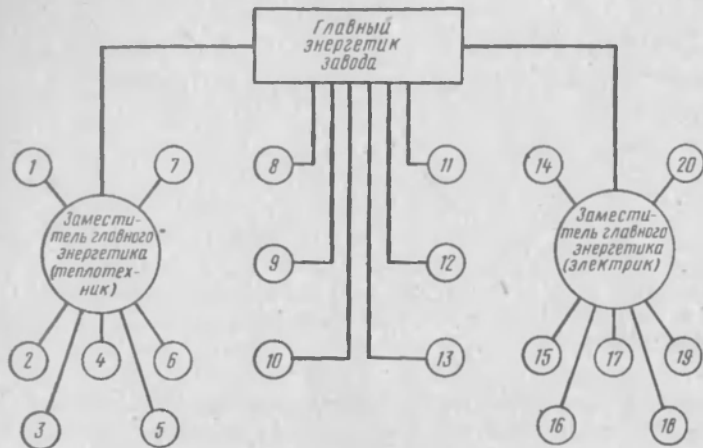 Главный
энергетик
завода
1
7
8
11
14
20
Замести-
тель главного
энергетика
(теплотех-
ник)
Замести-
тель главного
энергетика
(электрик)
9
12
2
4
6
10
13
15
17
19
3
5
16
18